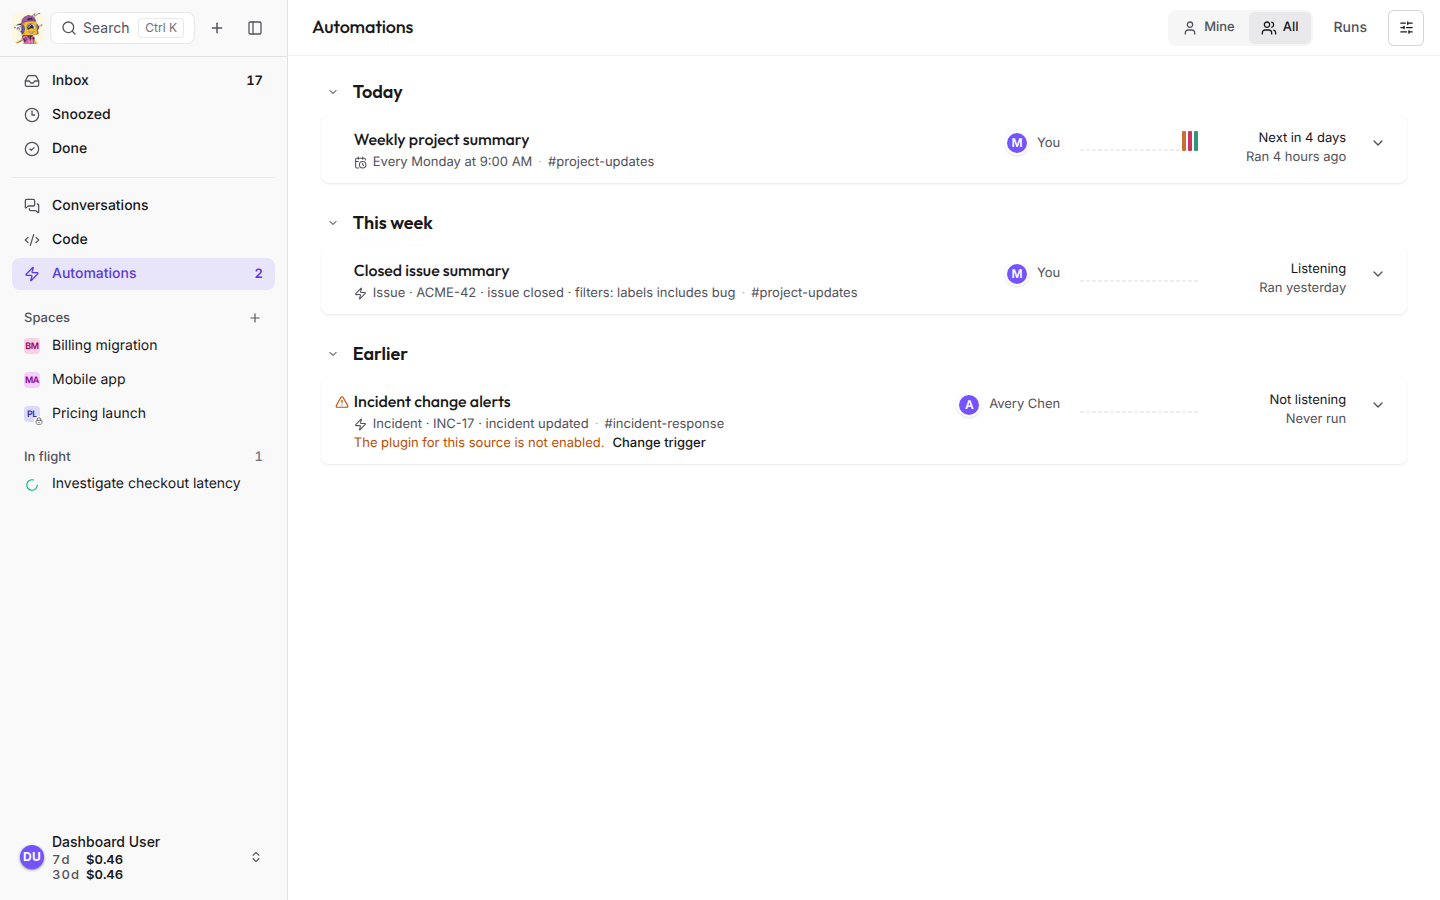 Search Ctrl K
Inbox 17
Snoozed
Done
Conversations
Code
Automations 2
Spaces
BM Billing migration
MA Mobile app
PL Pricing launch
In flight 1
Investigate checkout latency
DU Dashboard User
7d $0.46
30d $0.46
Automations
Mine All Runs
Today
Weekly project summary
Every Monday at 9:00 AM · #project-updates
M You
Next in 4 days
Ran 4 hours ago
This week
Closed issue summary
Issue · ACME-42 · issue closed · filters: labels includes bug · #project-updates
M You
Listening
Ran yesterday
Earlier
Incident change alerts
Incident · INC-17 · incident updated · #incident-response
The plugin for this source is not enabled. Change trigger
A Avery Chen
Not listening
Never run